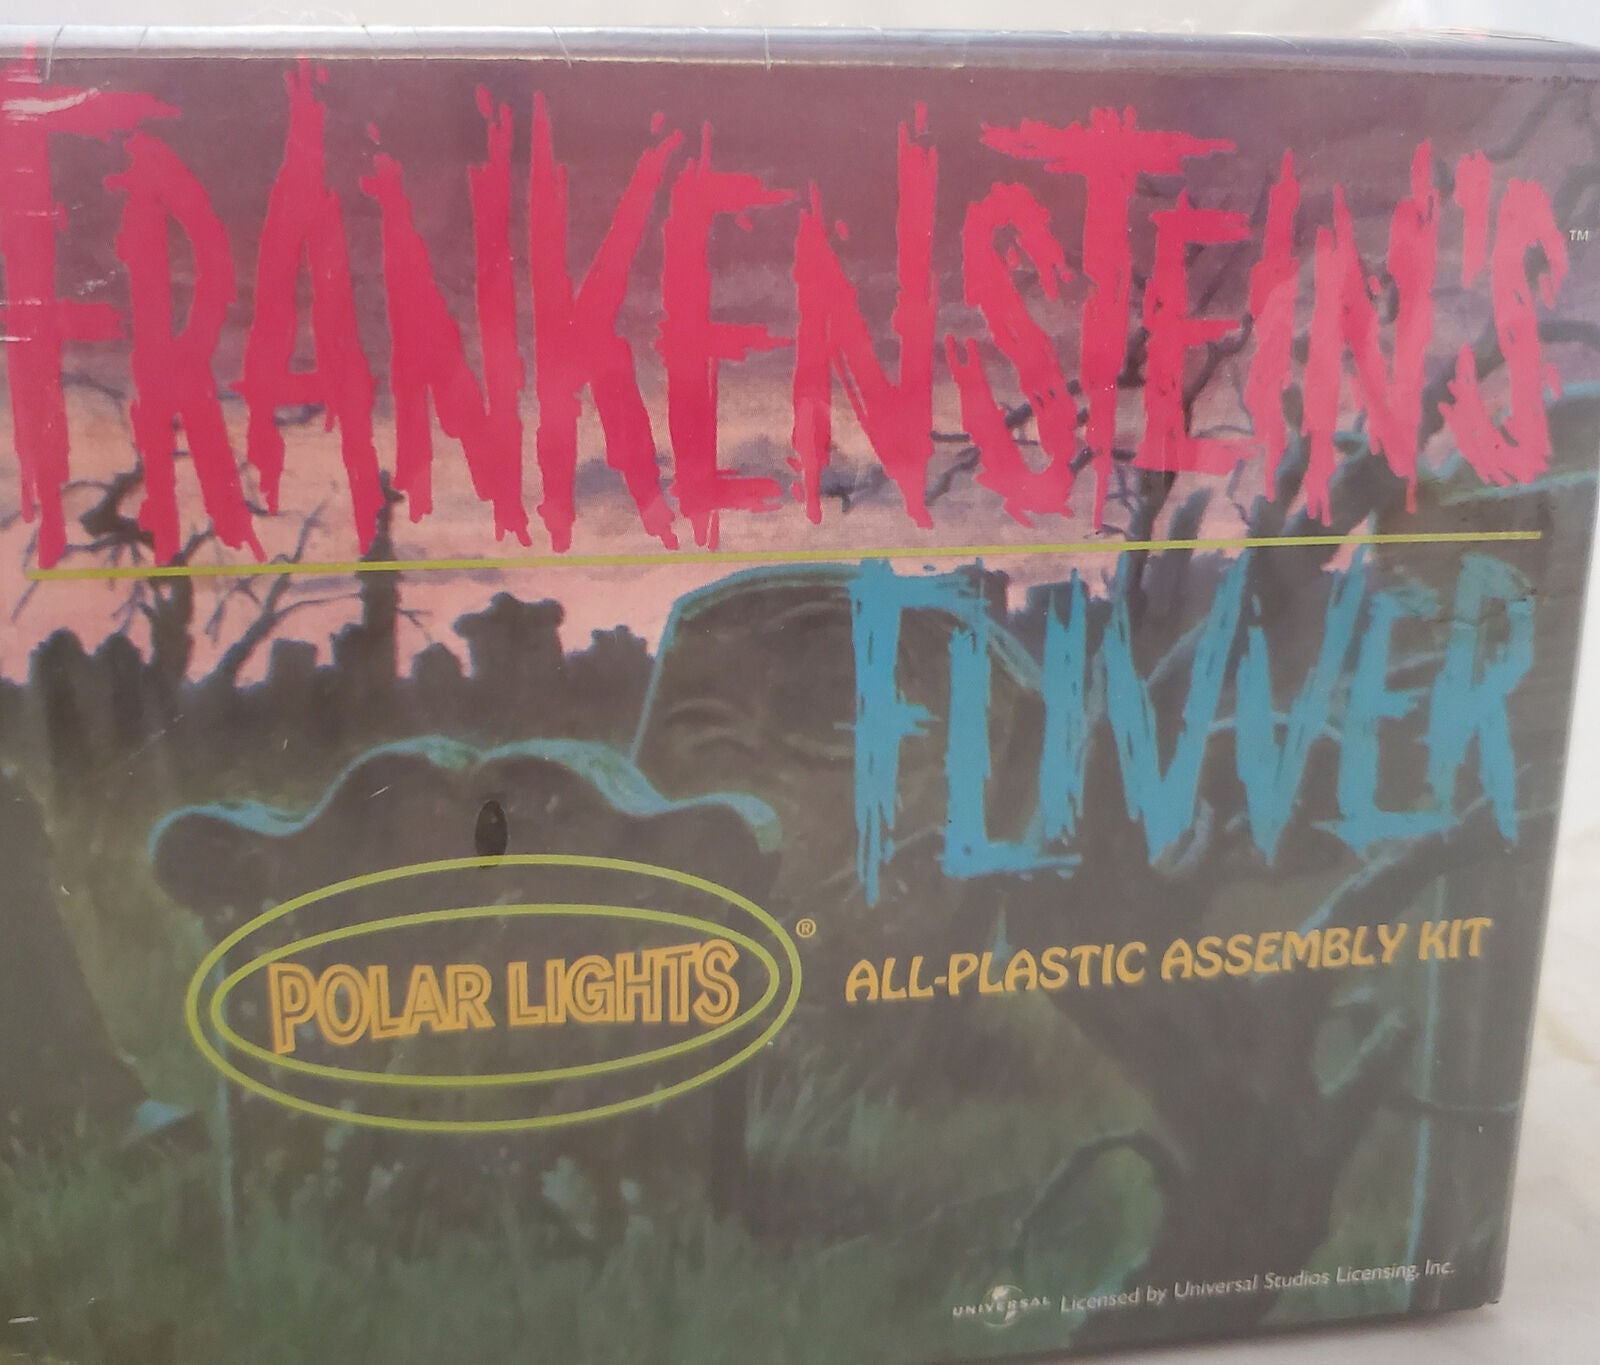 FRANKENSTEIN'S™
FLIVVER
POLAR LIGHTS®
ALL-PLASTIC ASSEMBLY KIT
UNIVERSAL Licensed by Universal Studios Licensing, Inc.